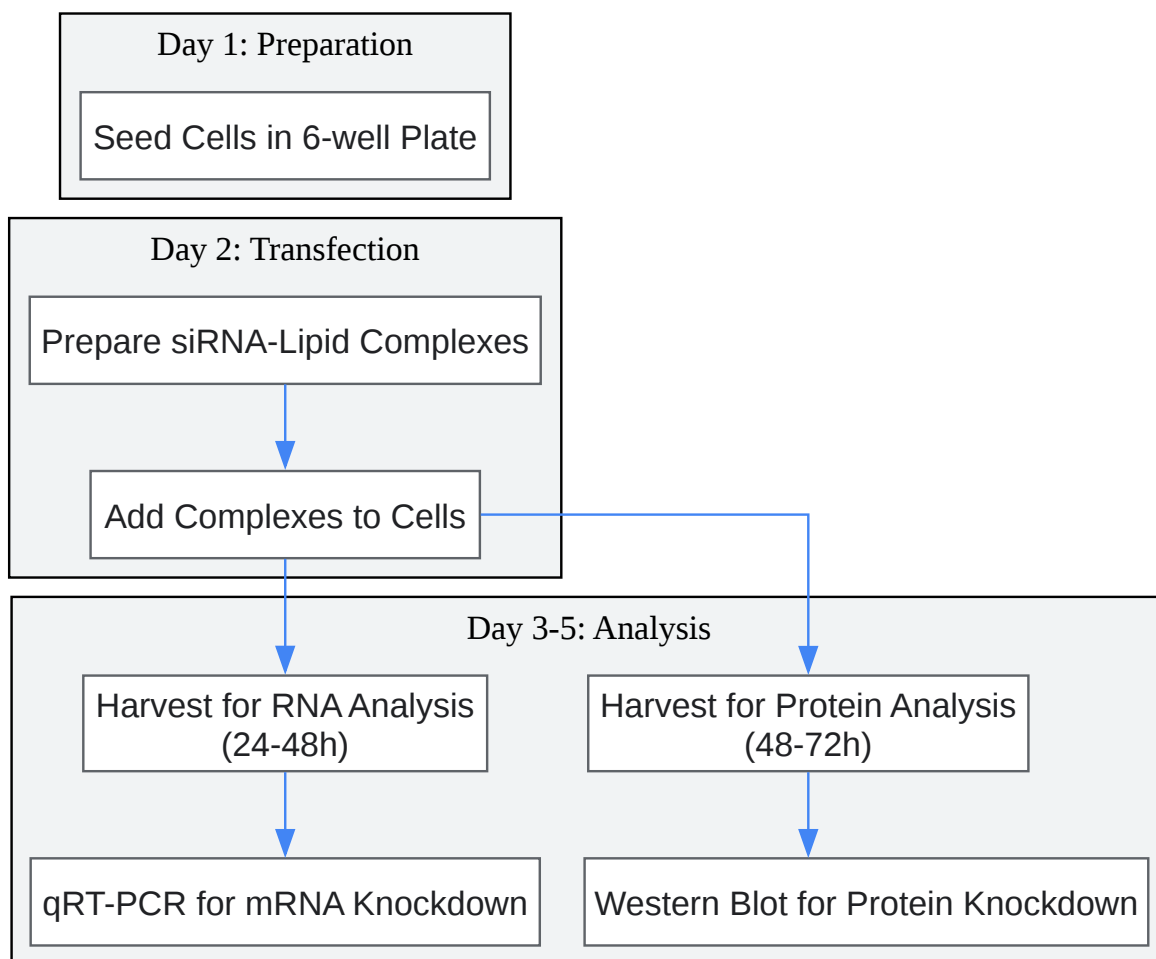 Day 1: Preparation
Seed Cells in 6-well Plate
Day 2: Transfection
Prepare siRNA-Lipid Complexes
Add Complexes to Cells
Day 3-5: Analysis
Harvest for RNA Analysis
(24-48h)
Harvest for Protein Analysis
(48-72h)
qRT-PCR for mRNA Knockdown
Western Blot for Protein Knockdown